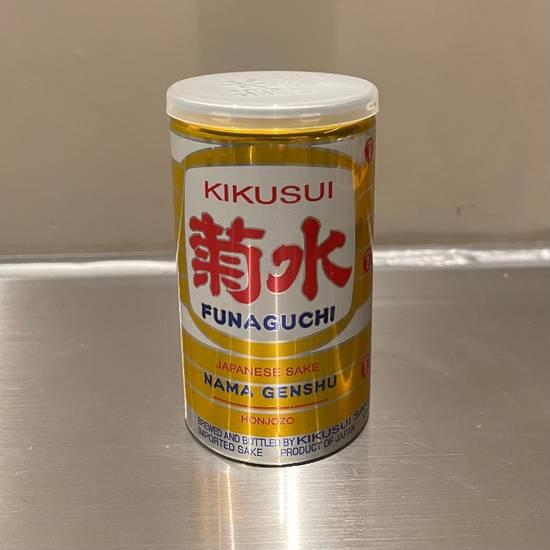 KIKUSUI
菊水
FUNAGUCHI
JAPANESE SAKE
NAMA GENSHU
HONJOZO
BREWED AND BOTTLED BY KIKUSUI
IMPORTED SAKE PRODUCT OF JAPAN